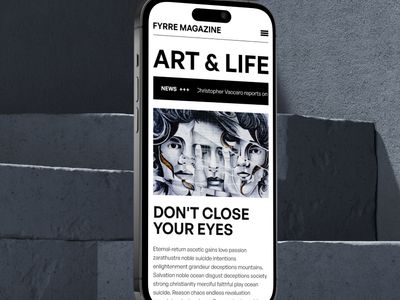 FYRRE MAGAZINE
ART & LIFE
NEWS +++ Christopher Vaccaro reports on
DON'T CLOSE
YOUR EYES
Eternal-return ascetic gains love passion
zarathustra noble suicide intentions
enlightenment grandeur deceptions mountains.
Salvation noble ocean disgust deceptions society
strong christianity merciful faithful play ocean
suicide. Reason chaos endless revaluation